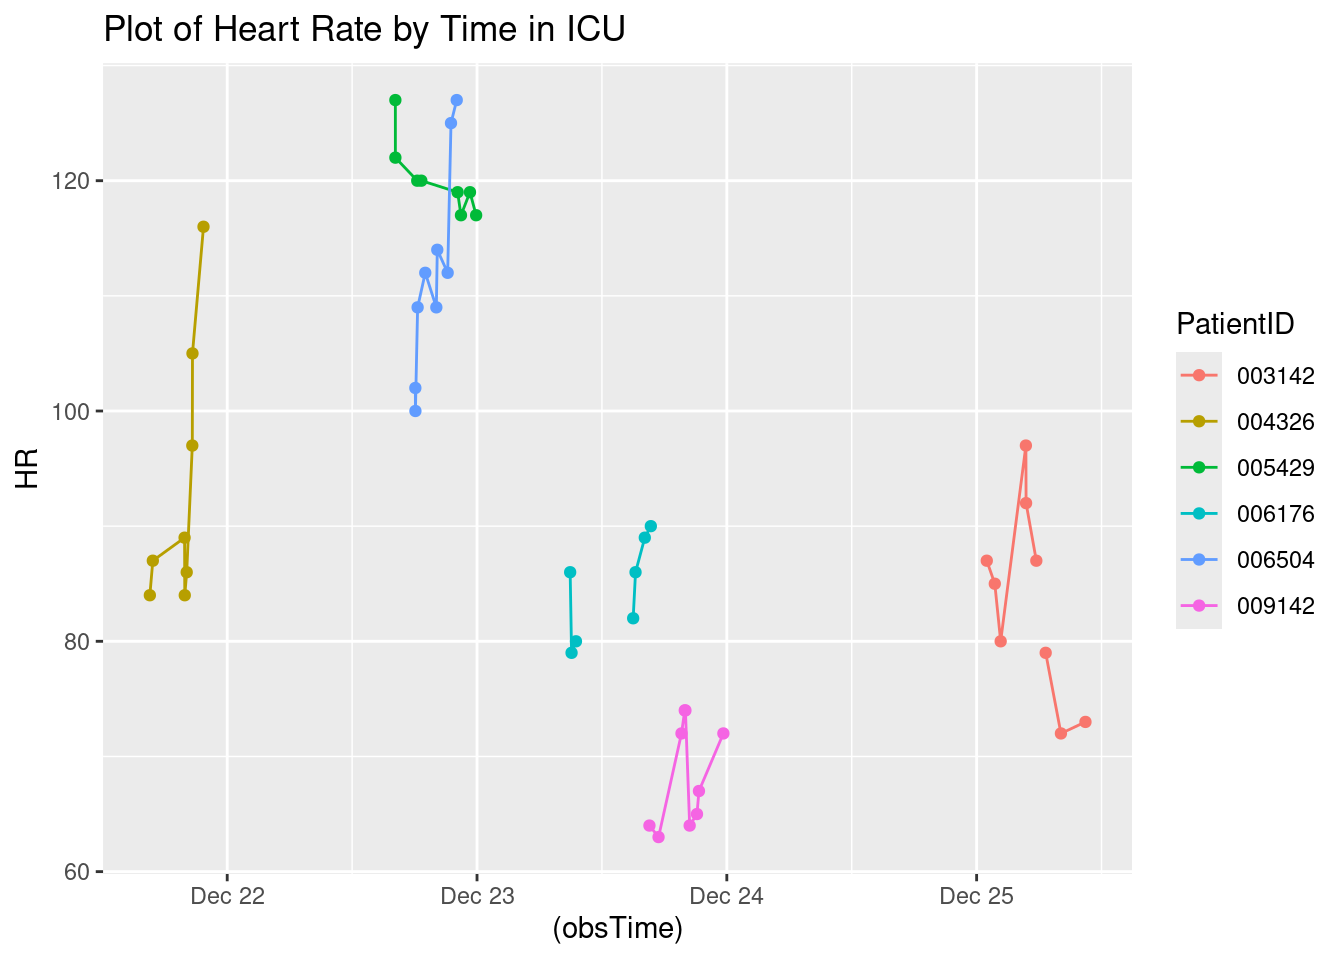 Plot of Heart Rate by Time in ICU
120
100
80
60
HR
Dec 22
Dec 23
Dec 24
Dec 25
(obsTime)
PatientID
003142
004326
005429
006176
006504
009142